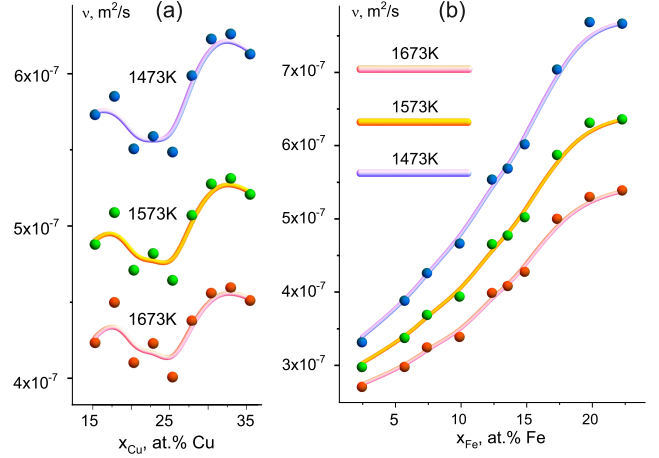 ν, m²/s (a)
6x10⁻⁷
5x10⁻⁷
4x10⁻⁷
1473K
1573K
1673K
15 20 25 30 35
x_Cu, at.% Cu
ν, m²/s (b)
7x10⁻⁷
6x10⁻⁷
5x10⁻⁷
4x10⁻⁷
3x10⁻⁷
1673K
1573K
1473K
5 10 15 20
x_Fe, at.% Fe